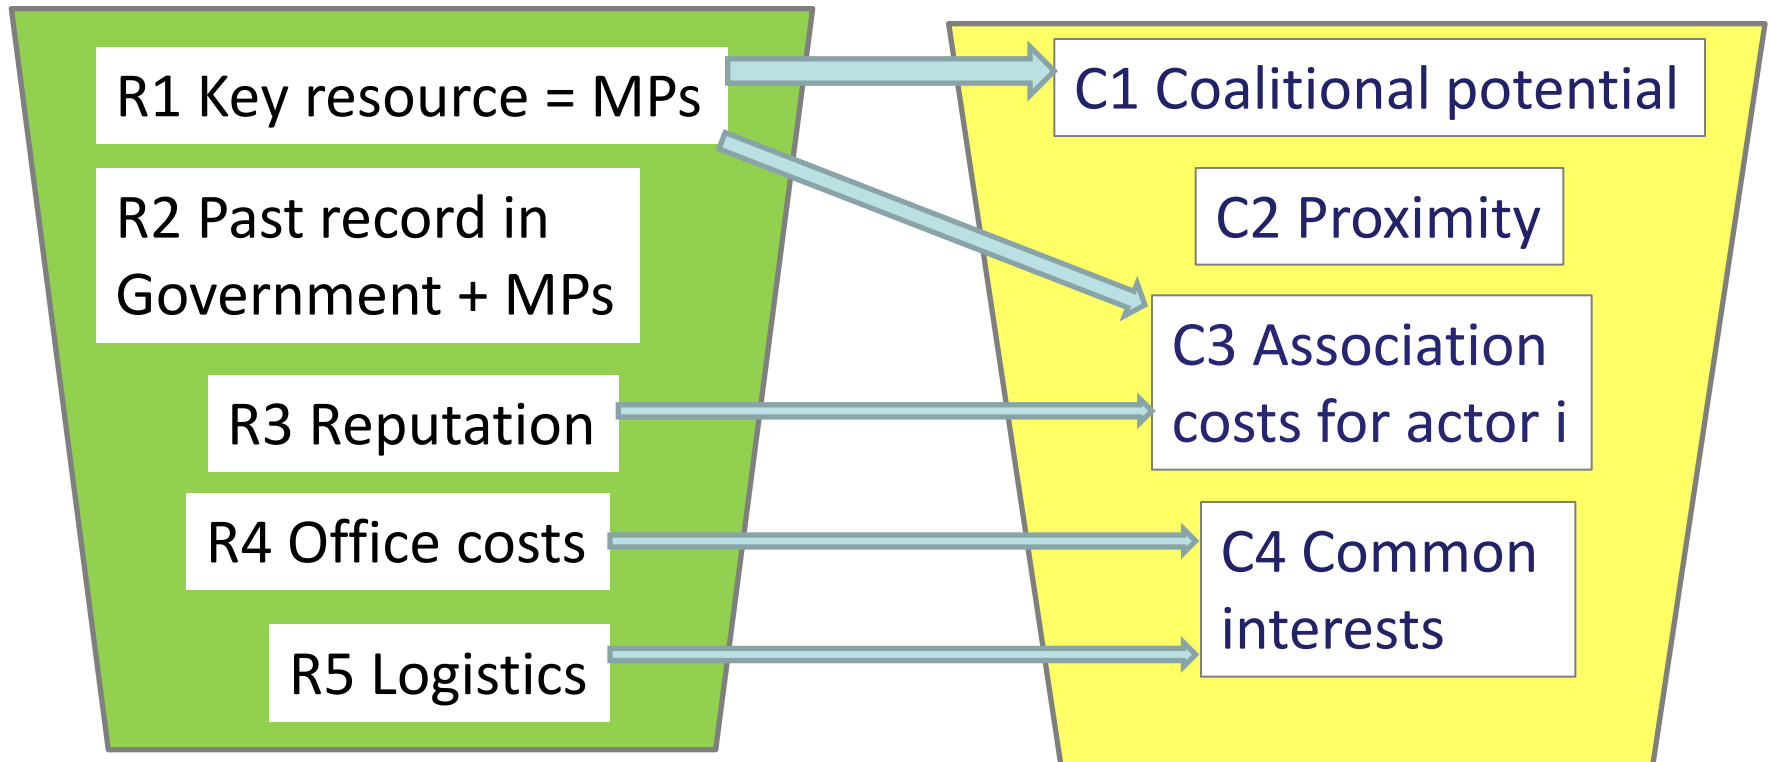 R1 Key resource = MPs
R2 Past record in
Government + MPs
R3 Reputation
R4 Office costs
R5 Logistics
C1 Coalitional potential
C2 Proximity
C3 Association
costs for actor i
C4 Common
interests